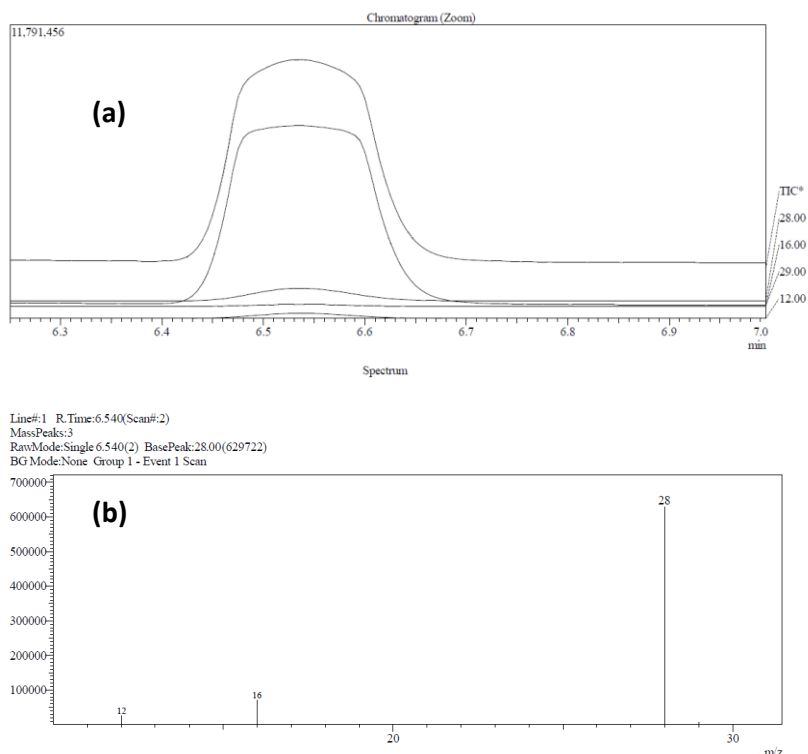 Chromatogram (Zoom)
11,791,456
(a)
TIC*
28.00
16.00
29.00
12.00
6.3 6.4 6.5 6.6 6.7 6.8 6.9 7.0
min
Spectrum
Line#:1 R.Time:6.540(Scan#:2)
MassPeaks:3
RawMode:Single 6.540(2) BasePeak:28.00(629722)
BG Mode:None Group 1 - Event 1 Scan
700000
(b)
28
600000
500000
400000
300000
200000
100000
12
16
20 30
m/z